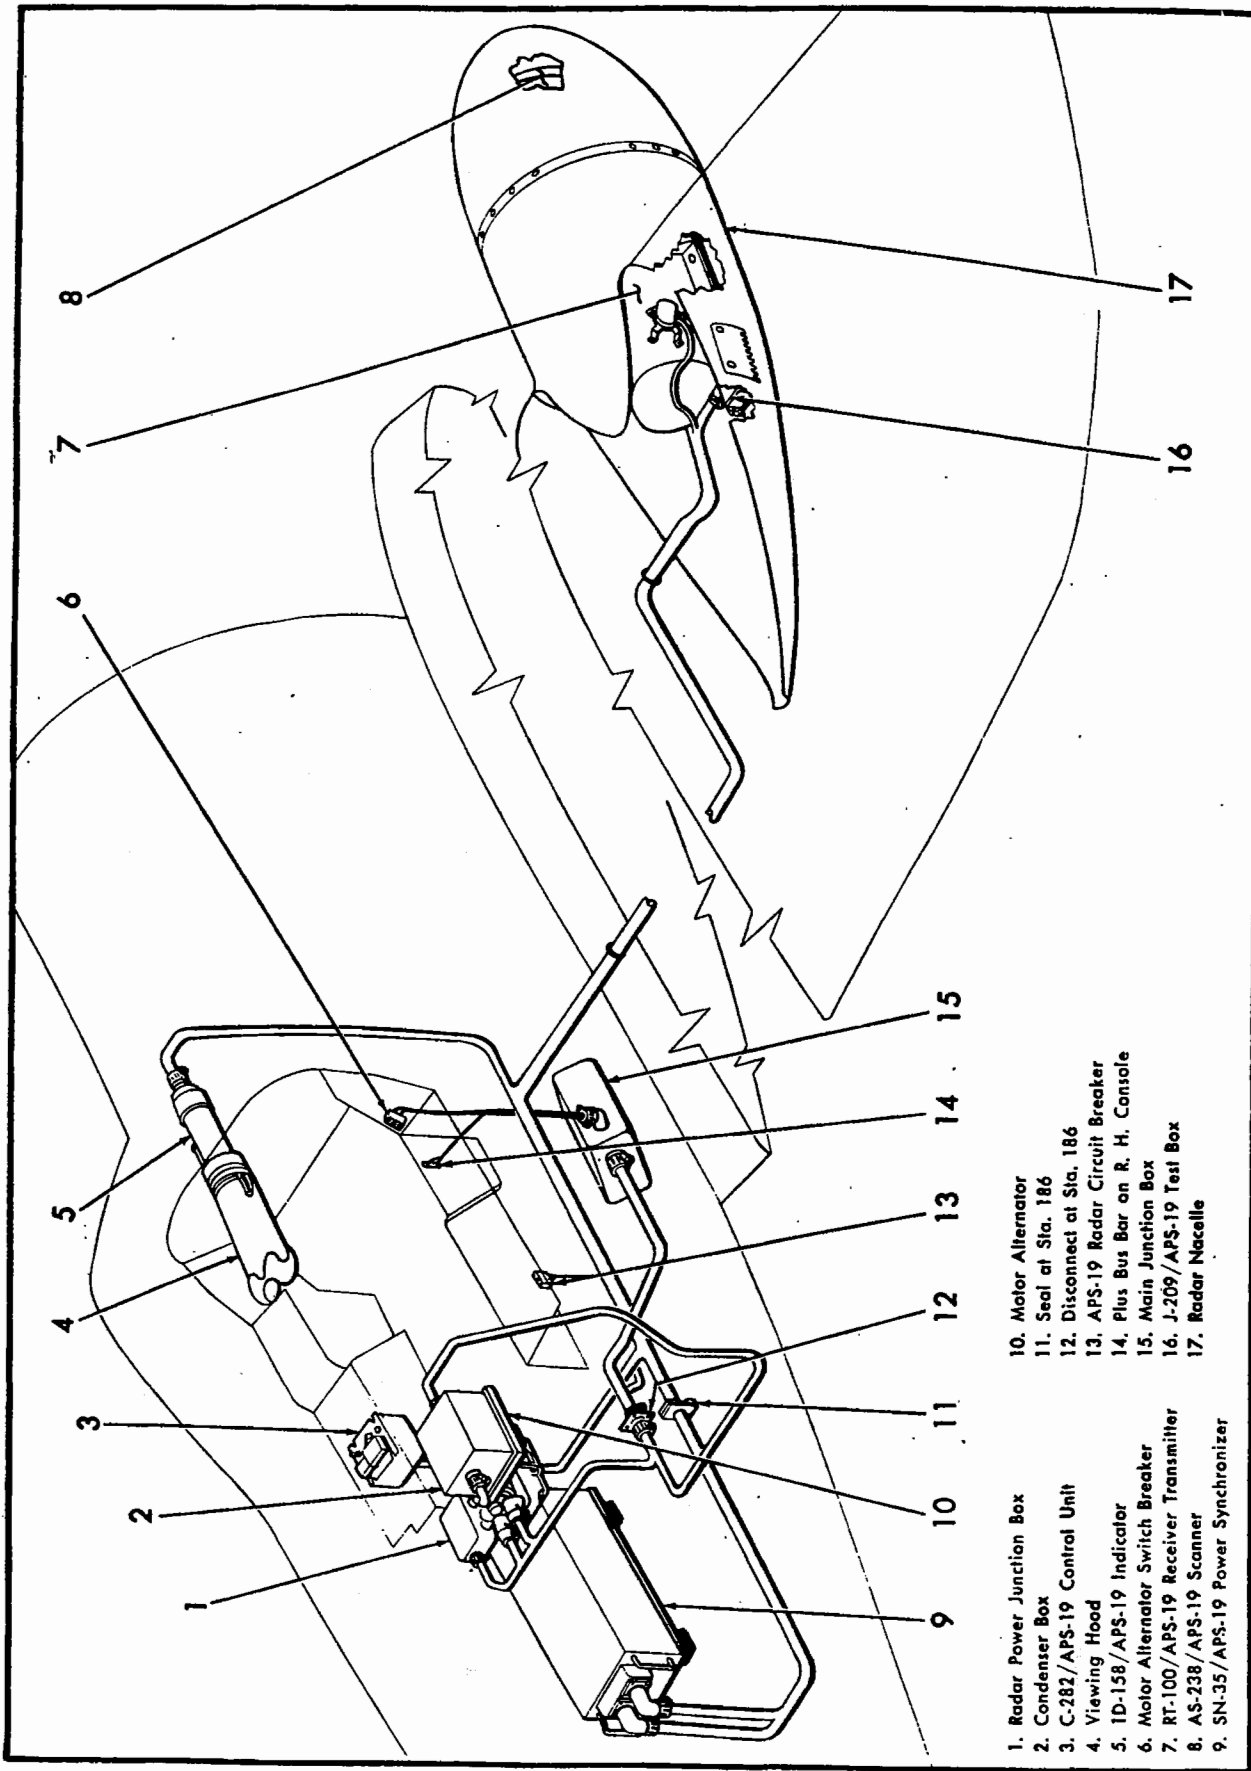 1
2
3
4
5
6
7
8
9
10
11
12
13
14
15
16
17
1. Radar Power Junction Box
2. Condenser Box
3. C-282/APS-19 Control Unit
4. Viewing Hood
5. ID-158/APS-19 Indicator
6. Motor Alternator Switch Breaker
7. RT-100/APS-19 Receiver Transmitter
8. AS-238/APS-19 Scanner
9. SN-35/APS-19 Power Synchronizer
10. Motor Alternator
11. Seal at Sta. 186
12. Disconnect at Sta. 186
13. APS-19 Radar Circuit Breaker
14. Plus Bus Bar on R. H. Console
15. Main Junction Box
16. J-209/APS-19 Test Box
17. Radar Nacelle